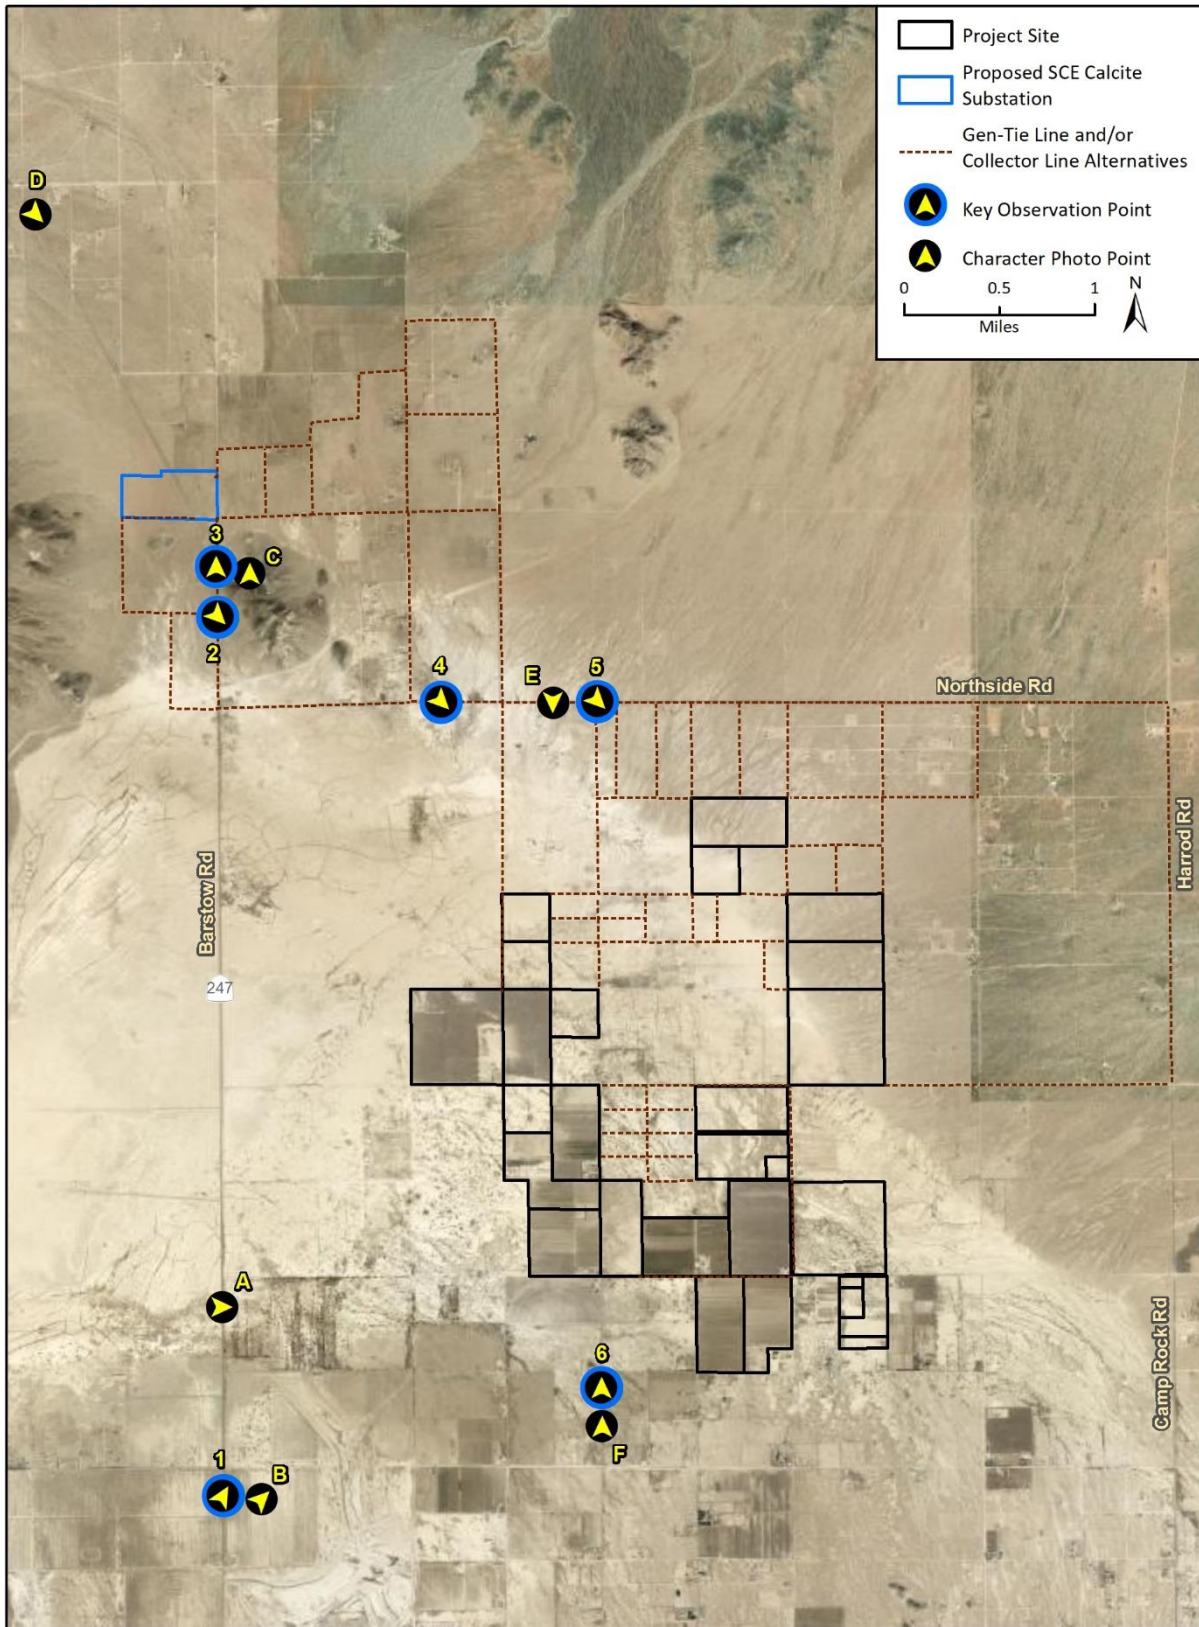 Project Site
Proposed SCE Calcite
Substation
Gen-Tie Line and/or
Collector Line Alternatives
Key Observation Point
Character Photo Point
0 0.5 1
Miles
N
D
3
C
2
4
E
5
Northside Rd
Harrod Rd
Barstow Rd
247
A
6
Camp Rock Rd
F
1
B